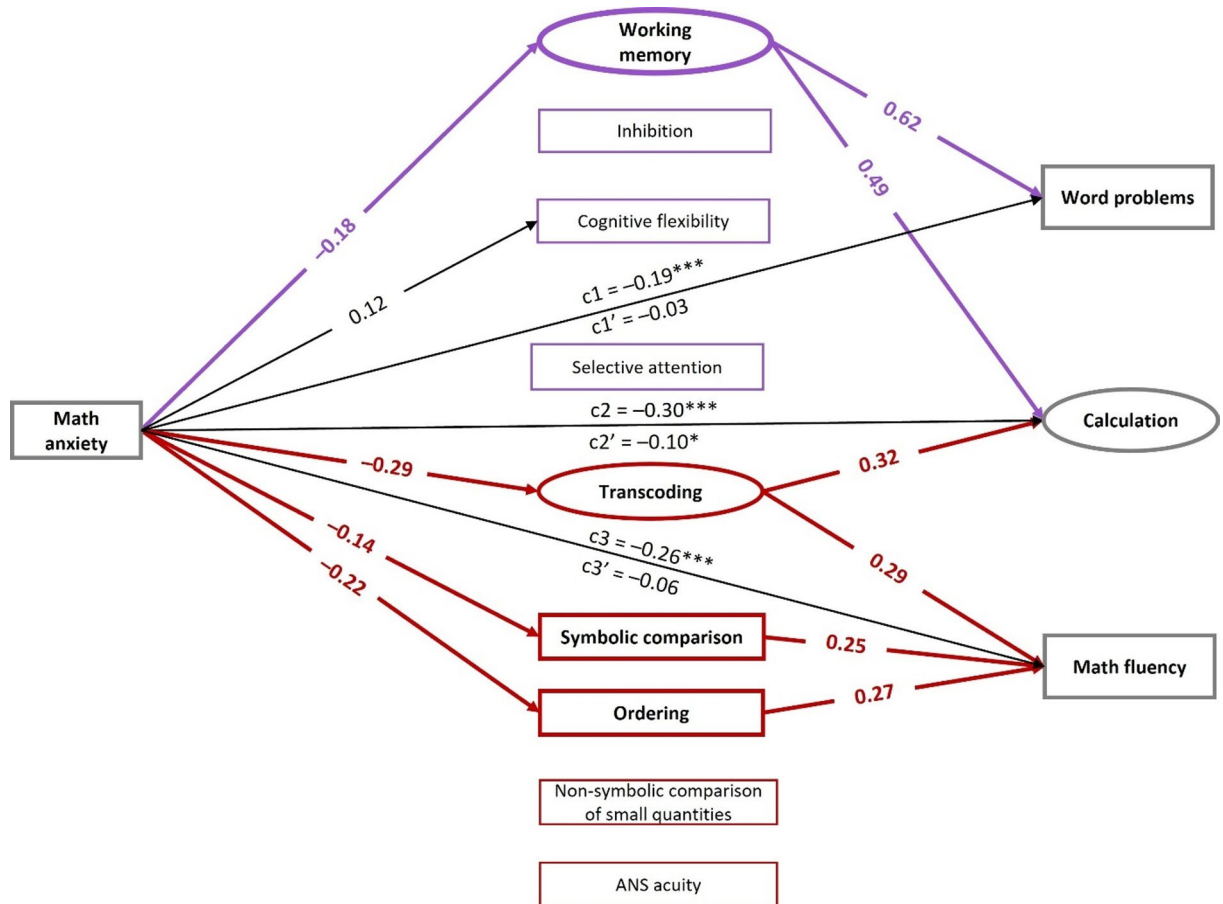 Working
memory
0.62
Inhibition
0.49
Word problems
Cognitive flexibility
−0.18
c1 = −0.19***
0.12
c1’ = −0.03
Selective attention
Math
anxiety
c2 = −0.30***
Calculation
c2’ = −0.10*
−0.29
0.32
Transcoding
−0.14
c3 = −0.26***
0.29
−0.22
c3’ = −0.06
Symbolic comparison
0.25
Math fluency
Ordering
0.27
Non-symbolic comparison
of small quantities
ANS acuity